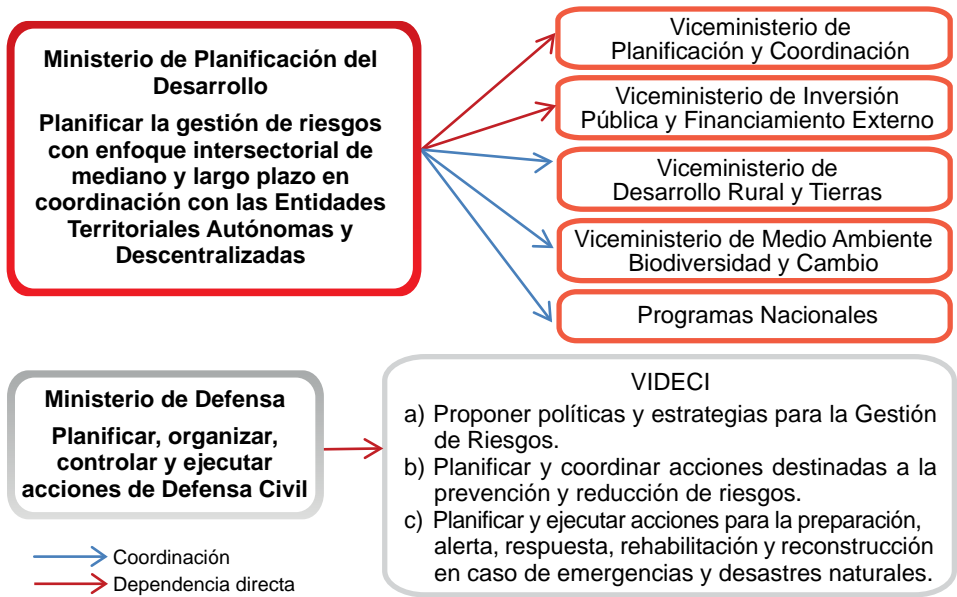 Ministerio de Planificación del
Desarrollo
Planificar la gestión de riesgos
con enfoque intersectorial de
mediano y largo plazo en
coordinación con las Entidades
Territoriales Autónomas y
Descentralizadas
Viceministerio de
Planificación y Coordinación
Viceministerio de Inversión
Pública y Financiamiento Externo
Viceministerio de
Desarrollo Rural y Tierras
Viceministerio de Medio Ambiente
Biodiversidad y Cambio
Programas Nacionales
Ministerio de Defensa
Planificar, organizar,
controlar y ejecutar
acciones de Defensa Civil
VIDECI
a) Proponer políticas y estrategias para la Gestión
de Riesgos.
b) Planificar y coordinar acciones destinadas a la
prevención y reducción de riesgos.
c) Planificar y ejecutar acciones para la preparación,
alerta, respuesta, rehabilitación y reconstrucción
en caso de emergencias y desastres naturales.
Coordinación
Dependencia directa